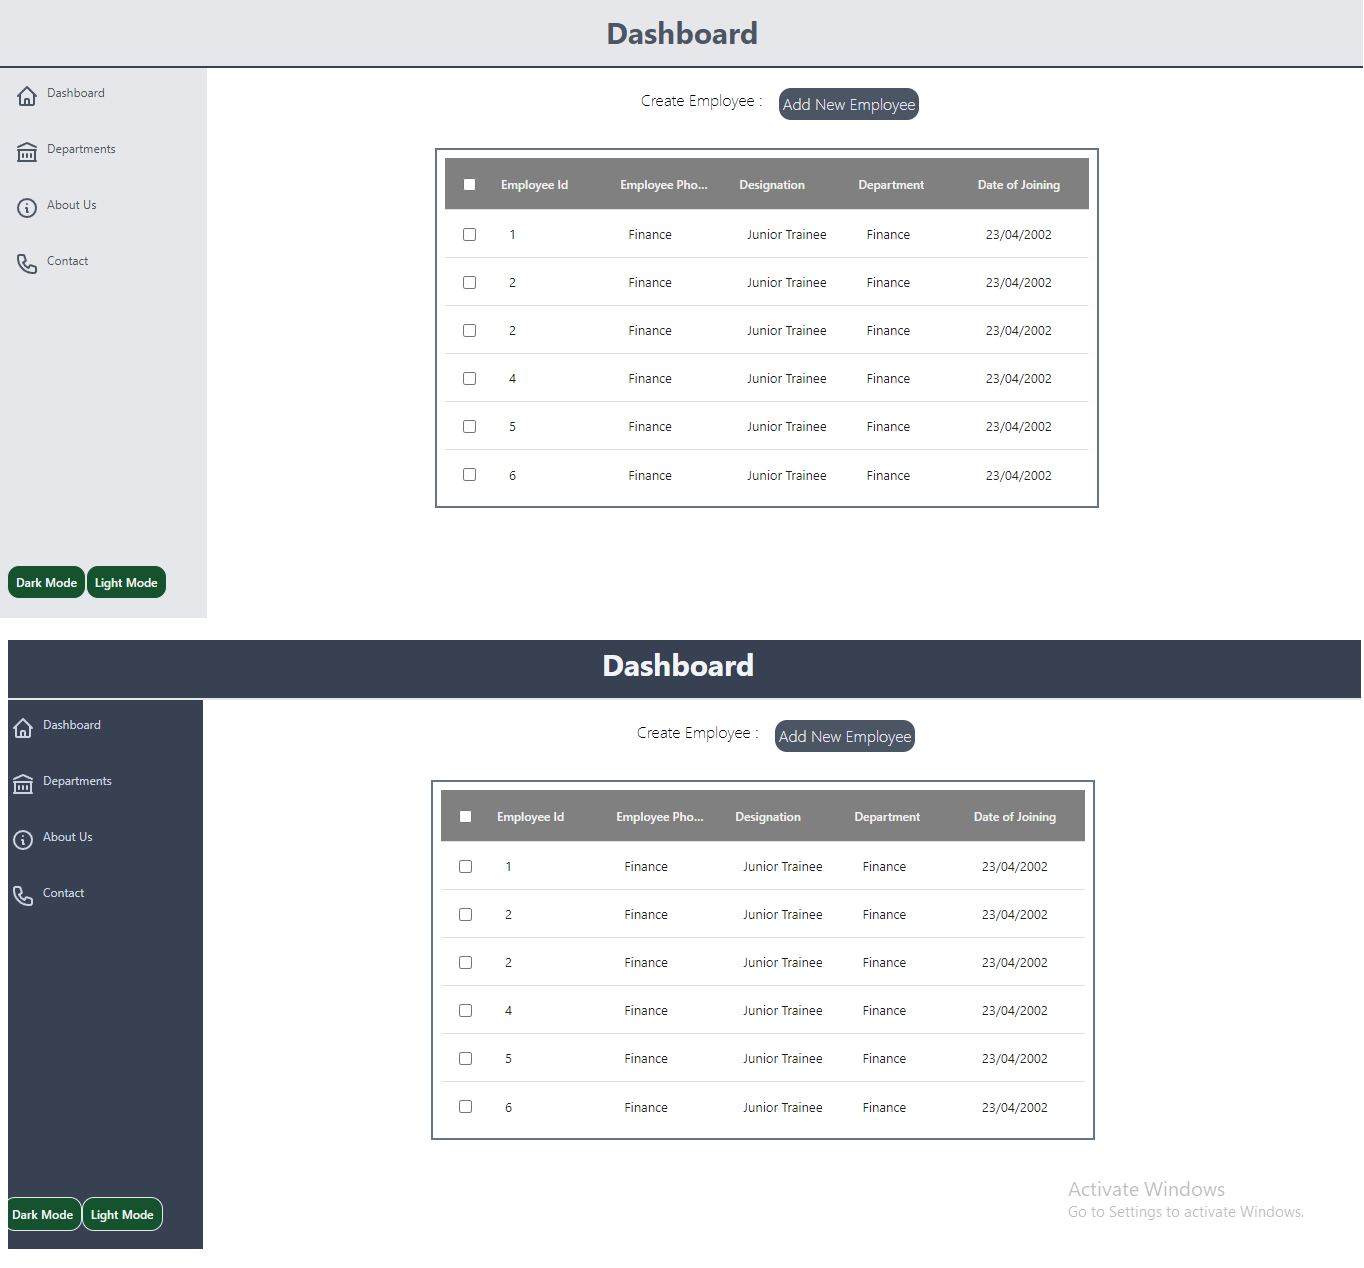 Dashboard
Dashboard
Departments
About Us
Contact
Create Employee : Add New Employee
Employee Id Employee Pho... Designation Department Date of Joining
1 Finance Junior Trainee Finance 23/04/2002
2 Finance Junior Trainee Finance 23/04/2002
2 Finance Junior Trainee Finance 23/04/2002
4 Finance Junior Trainee Finance 23/04/2002
5 Finance Junior Trainee Finance 23/04/2002
6 Finance Junior Trainee Finance 23/04/2002
Dark Mode Light Mode
Dashboard
Dashboard
Departments
About Us
Contact
Create Employee : Add New Employee
Employee Id Employee Pho... Designation Department Date of Joining
1 Finance Junior Trainee Finance 23/04/2002
2 Finance Junior Trainee Finance 23/04/2002
2 Finance Junior Trainee Finance 23/04/2002
4 Finance Junior Trainee Finance 23/04/2002
5 Finance Junior Trainee Finance 23/04/2002
6 Finance Junior Trainee Finance 23/04/2002
Dark Mode Light Mode
Activate Windows
Go to Settings to activate Windows.